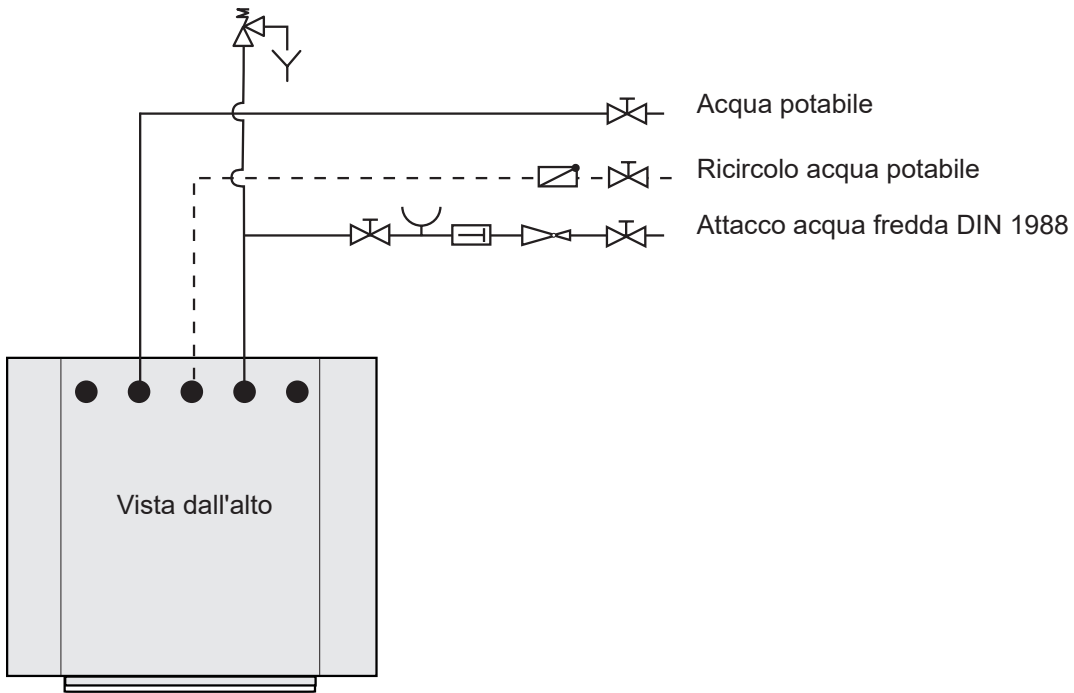 Acqua potabile
Ricircolo acqua potabile
Attacco acqua fredda DIN 1988
Vista dall'alto